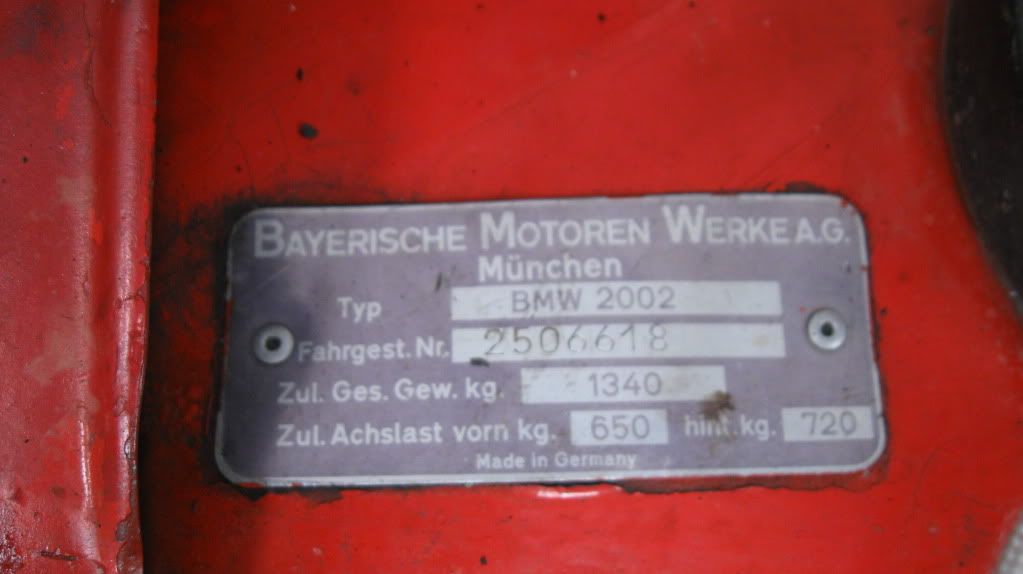 BAYERISCHE MOTOREN WERKE A.G.
München
Typ BMW 2002
Fahrgest. Nr. 2506618
Zul. Ges. Gew. kg. 1340
Zul. Achslast vorn kg. 650 hint. kg. 720
Made in Germany